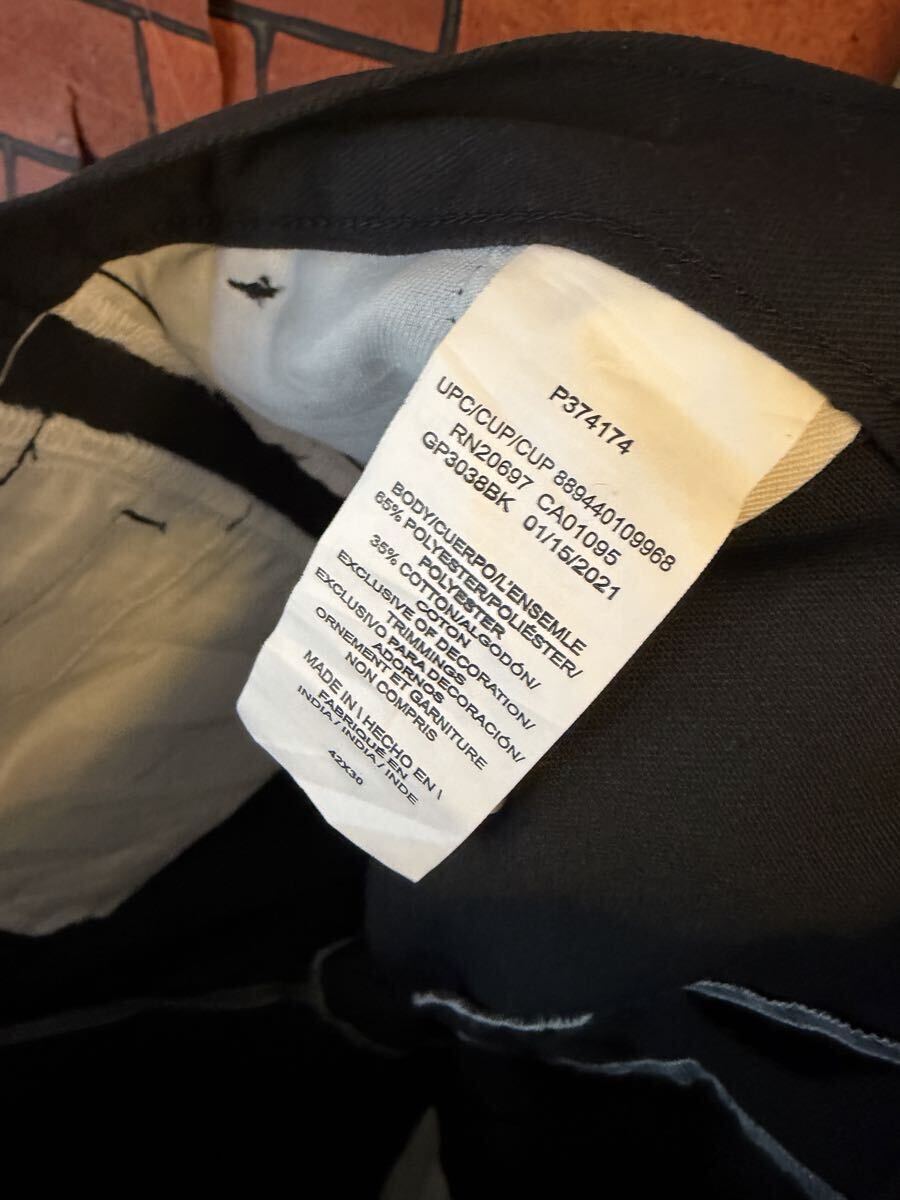 P374174
UPC/CUP/CUP 889440109968
RN20697 CA01095
GP3038BK 01/15/2021
BODY/CUERPO/L'ENSEMLE
65% POLYESTER/POLIÉSTER/
POLYESTER
35% COTTON/ALGODÓN/
COTON
EXCLUSIVE OF DECORATION/
TRIMMINGS
EXCLUSIVO PARA DECORACIÓN/
ADORNOS
ORNEMENT ET GARNITURE
NON COMPRIS
MADE IN \ HECHO EN \
FABRIQUÉ EN
INDIA / INDIA / INDE
42X30